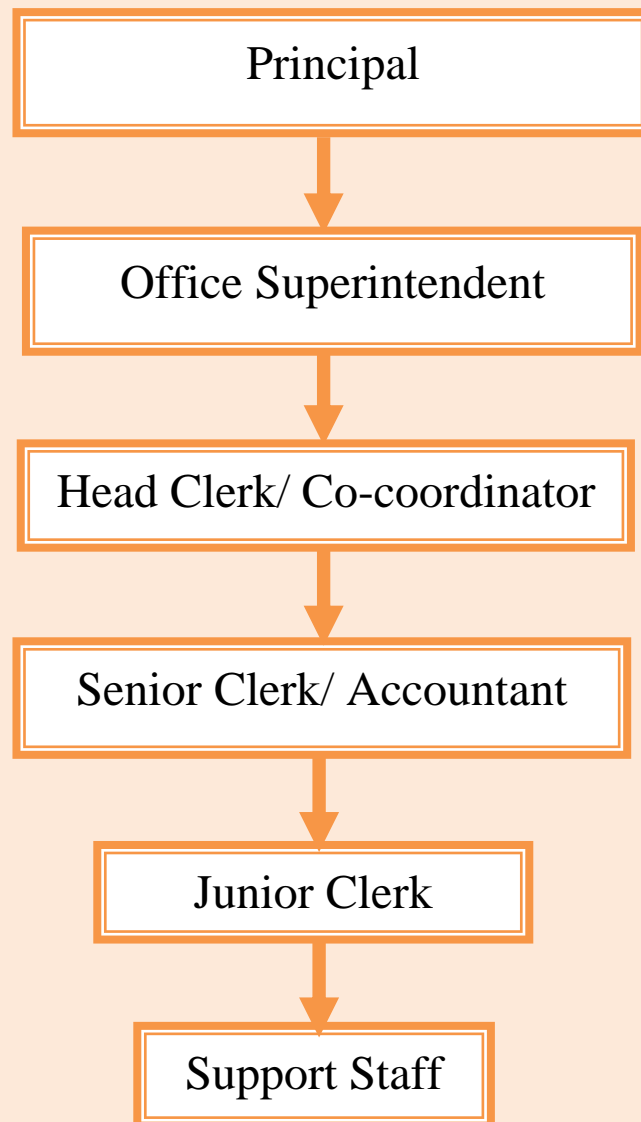 Principal
Office Superintendent
Head Clerk/ Co-coordinator
Senior Clerk/ Accountant
Junior Clerk
Support Staff